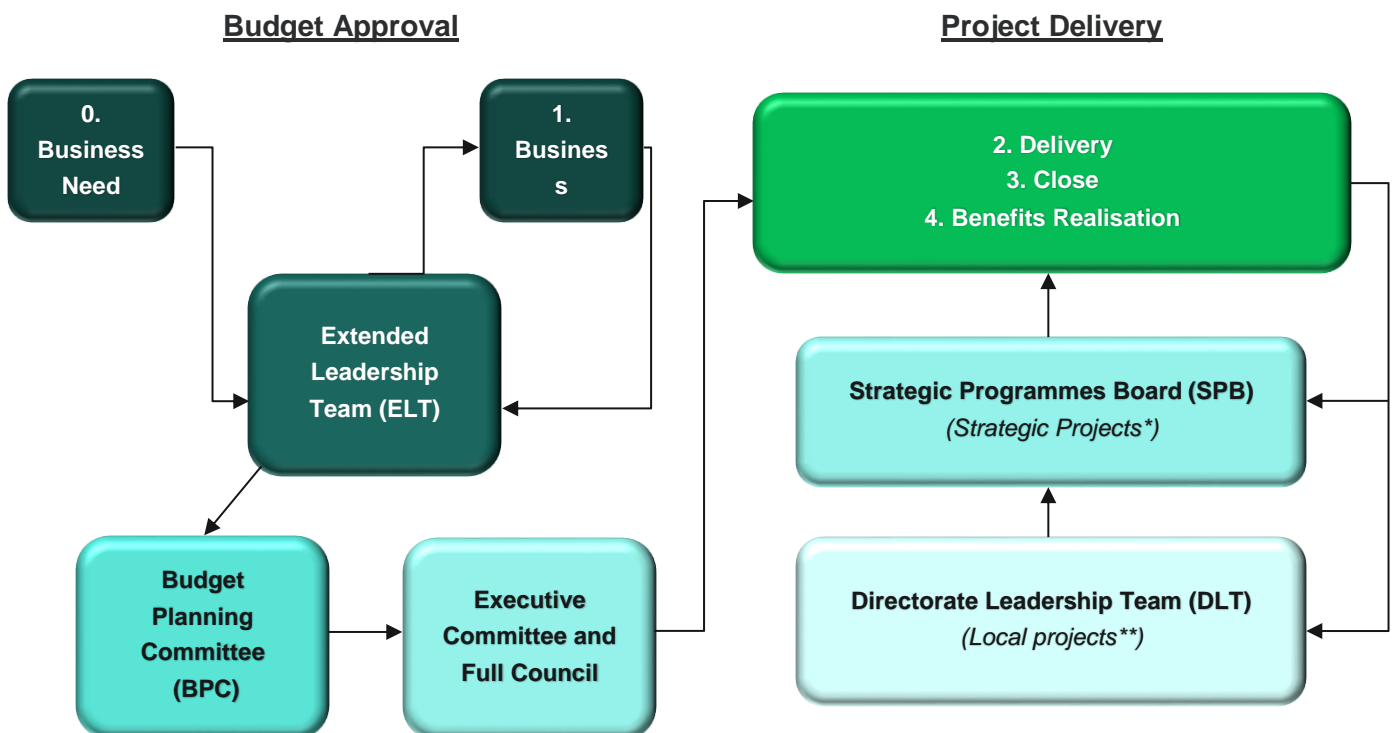 Budget Approval
Project Delivery
0.
Business
Need
1.
Busines
s
2. Delivery
3. Close
4. Benefits Realisation
Extended
Leadership
Team (ELT)
Strategic Programmes Board (SPB)
(Strategic Projects*)
Budget
Planning
Committee
(BPC)
Executive
Committee and
Full Council
Directorate Leadership Team (DLT)
(Local projects**)